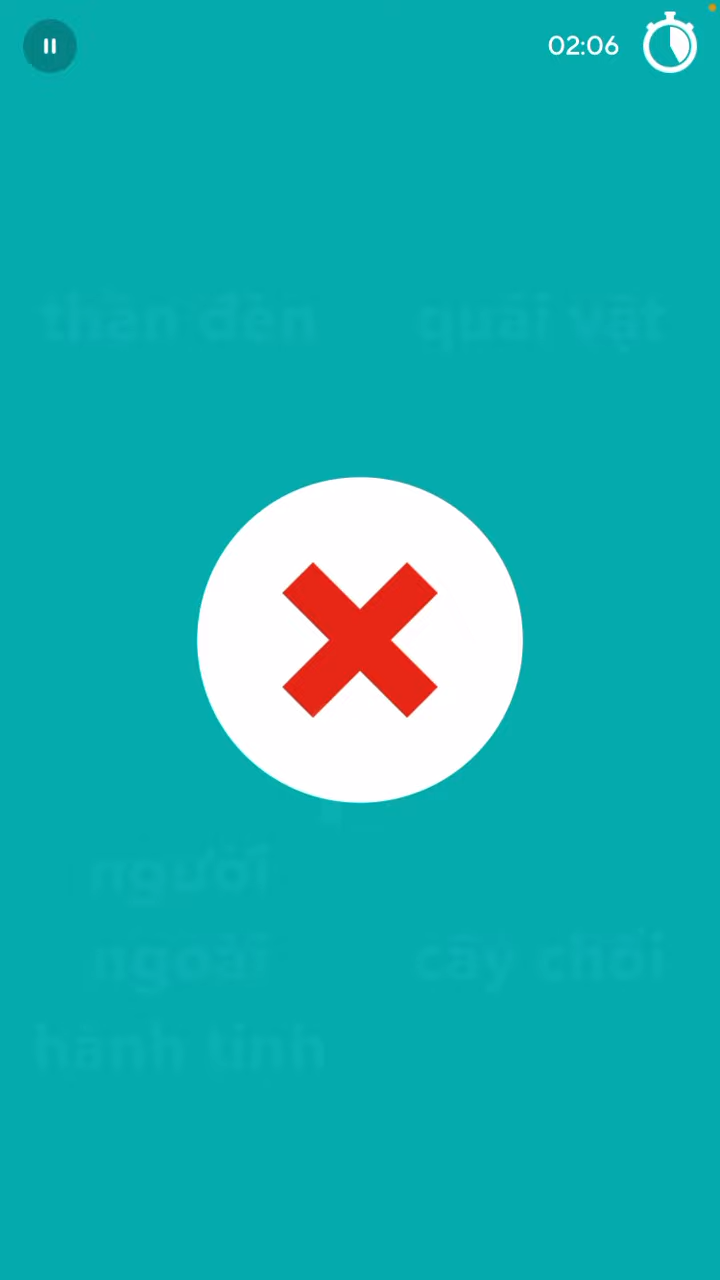 02:06
thần đèn
quái vật
người
ngoài
hành tinh
cây chổi